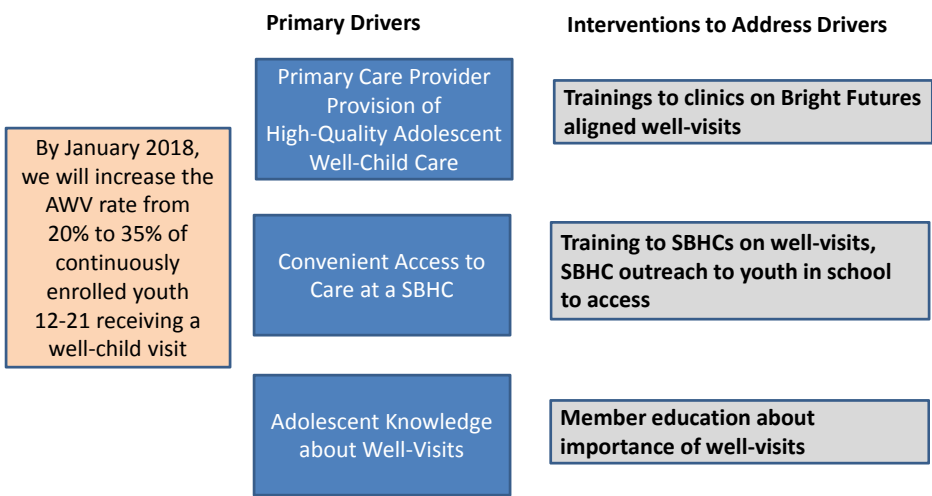 Primary Drivers
Interventions to Address Drivers
By January 2018,
we will increase the
AWV rate from
20% to 35% of
continuously
enrolled youth
12-21 receiving a
well-child visit
Primary Care Provider
Provision of
High-Quality Adolescent
Well-Child Care
Trainings to clinics on Bright Futures
aligned well-visits
Convenient Access to
Care at a SBHC
Training to SBHCs on well-visits,
SBHC outreach to youth in school
to access
Adolescent Knowledge
about Well-Visits
Member education about
importance of well-visits